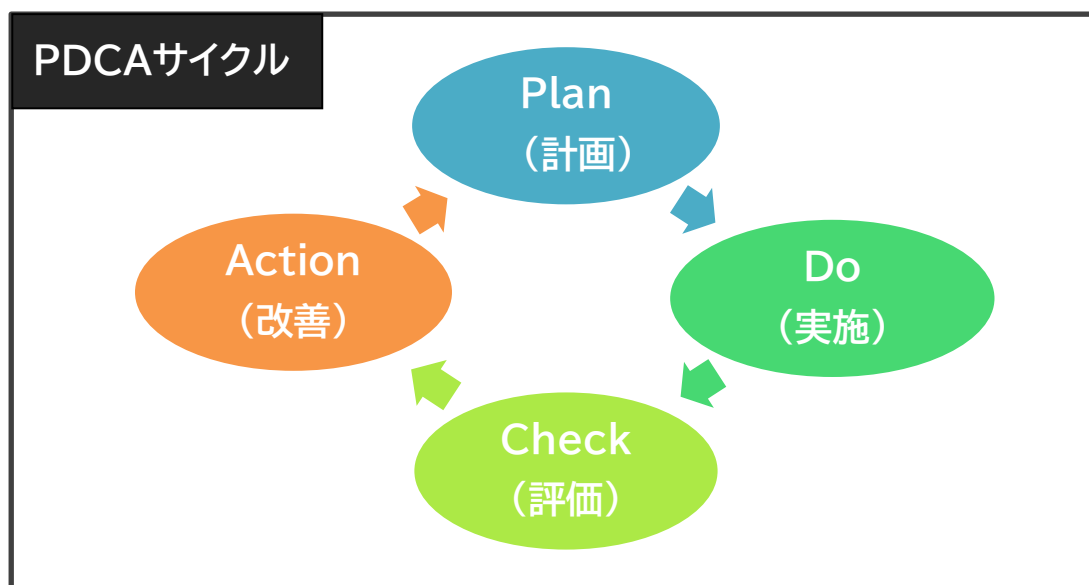 PDCAサイクル
Plan
（計画）
Do
（実施）
Check
（評価）
Action
（改善）